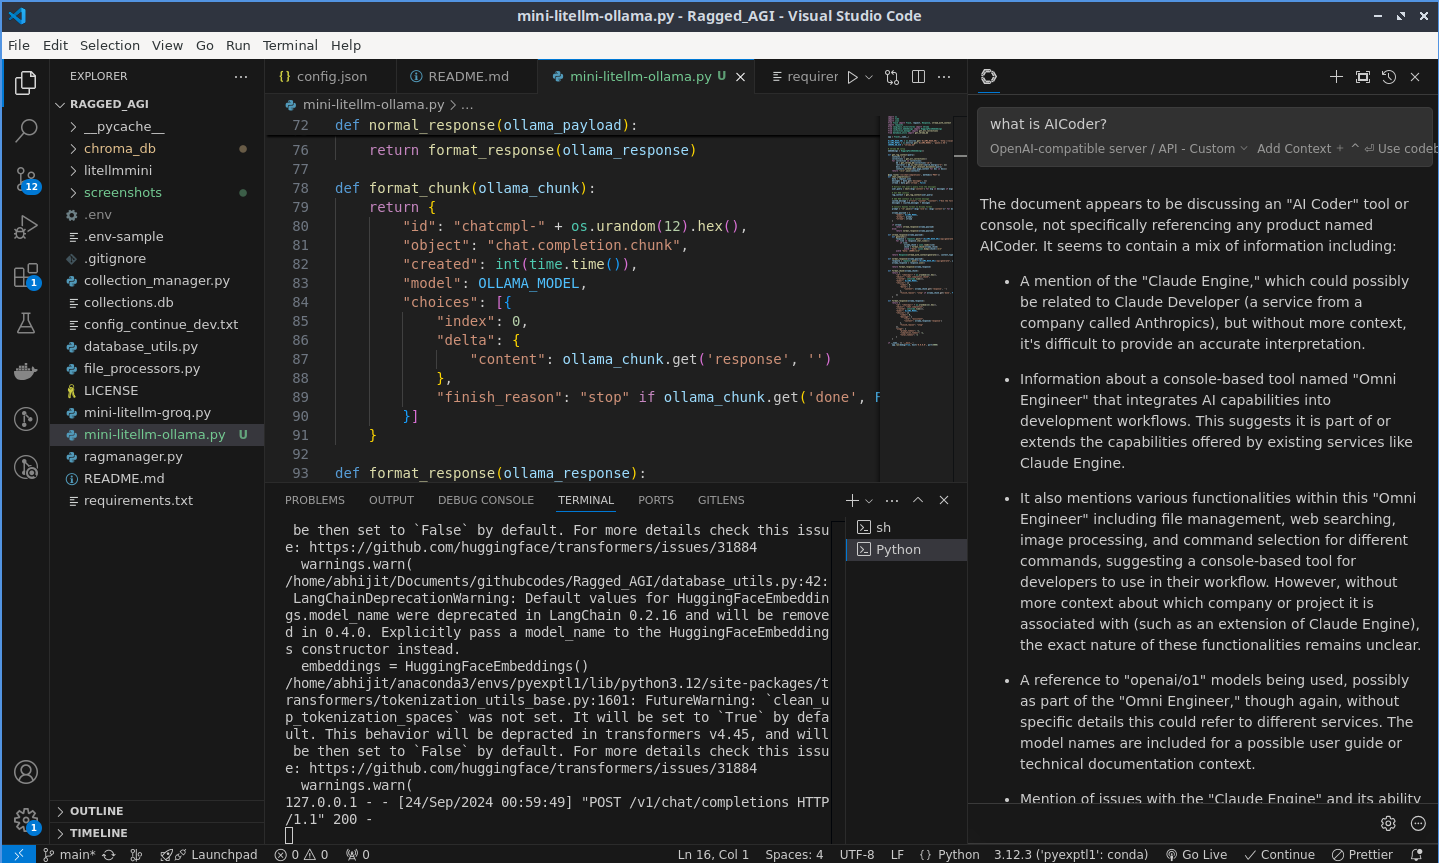 mini-litellm-ollama.py - Ragged_AGI - Visual Studio Code
File Edit Selection View Go Run Terminal Help
EXPLORER
RAGGED_AGI
__pycache__
chroma_db
litellmmini
screenshots
.env
.env-sample
.gitignore
collection_manager.py
collections.db
config_continue_dev.txt
database_utils.py
file_processors.py
LICENSE
mini-litellm-groq.py
mini-litellm-ollama.py U
ragmanager.py
README.md
requirements.txt
OUTLINE
TIMELINE
12
1
1
{} config.json README.md mini-litellm-ollama.py U requirer
mini-litellm-ollama.py > ...
72 def normal_response(ollama_payload):
76 return format_response(ollama_response)
77
78 def format_chunk(ollama_chunk):
79 return {
80 "id": "chatcmpl-" + os.urandom(12).hex(),
81 "object": "chat.completion.chunk",
82 "created": int(time.time()),
83 "model": OLLAMA_MODEL,
84 "choices": [{
85 "index": 0,
86 "delta": {
87 "content": ollama_chunk.get('response', '')
88 },
89 "finish_reason": "stop" if ollama_chunk.get('done', F
90 }]
91 }
92
93 def format_response(ollama_response):
PROBLEMS OUTPUT DEBUG CONSOLE TERMINAL PORTS GITLENS
be then set to `False` by default. For more details check this issu
e: https://github.com/huggingface/transformers/issues/31884
warnings.warn(
/home/abhijit/Documents/githubcodes/Ragged_AGI/database_utils.py:42:
LangChainDeprecationWarning: Default values for HuggingFaceEmbeddin
gs.model_name were deprecated in LangChain 0.2.16 and will be remove
d in 0.4.0. Explicitly pass a model_name to the HuggingFaceEmbedding
s constructor instead.
embeddings = HuggingFaceEmbeddings()
/home/abhijit/anaconda3/envs/pyexptl1/lib/python3.12/site-packages/t
ransformers/tokenization_utils_base.py:1601: FutureWarning: `clean_u
p_tokenization_spaces` was not set. It will be set to `True` by defa
ult. This behavior will be depracted in transformers v4.45, and will
be then set to `False` by default. For more details check this issu
e: https://github.com/huggingface/transformers/issues/31884
warnings.warn(
127.0.0.1 - - [24/Sep/2024 00:59:49] "POST /v1/chat/completions HTTP
/1.1" 200 -
sh
Python
what is AICoder?
OpenAI-compatible server / API - Custom Add Context + ^ ⏎ Use codeb
The document appears to be discussing an "AI Coder" tool or
console, not specifically referencing any product named
AICoder. It seems to contain a mix of information including:
• A mention of the "Claude Engine," which could possibly
be related to Claude Developer (a service from a
company called Anthropics), but without more context,
it's difficult to provide an accurate interpretation.
• Information about a console-based tool named "Omni
Engineer" that integrates AI capabilities into
development workflows. This suggests it is part of or
extends the capabilities offered by existing services like
Claude Engine.
• It also mentions various functionalities within this "Omni
Engineer" including file management, web searching,
image processing, and command selection for different
commands, suggesting a console-based tool for
developers to use in their workflow. However, without
more context about which company or project it is
associated with (such as an extension of Claude Engine),
the exact nature of these functionalities remains unclear.
• A reference to "openai/o1" models being used, possibly
as part of the "Omni Engineer," though again, without
specific details this could refer to different services. The
model names are included for a possible user guide or
technical documentation context.
• Mention of issues with the "Claude Engine" and its ability
main* Launchpad 0 0 0 Ln 16, Col 1 Spaces: 4 UTF-8 LF {} Python 3.12.3 ('pyexptl1': conda) Go Live Continue Prettier